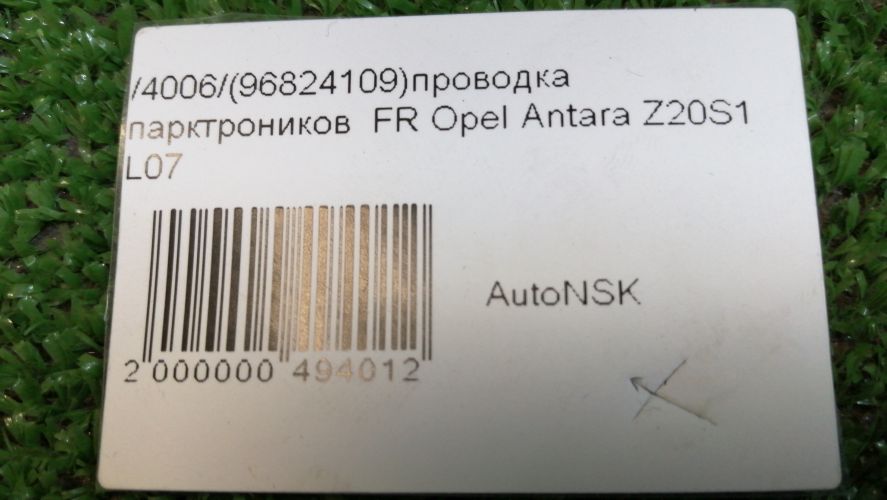 /4006/(96824109)проводка
парктроников FR Opel Antara Z20S1
L07
AutoNSK
2 000000 494012